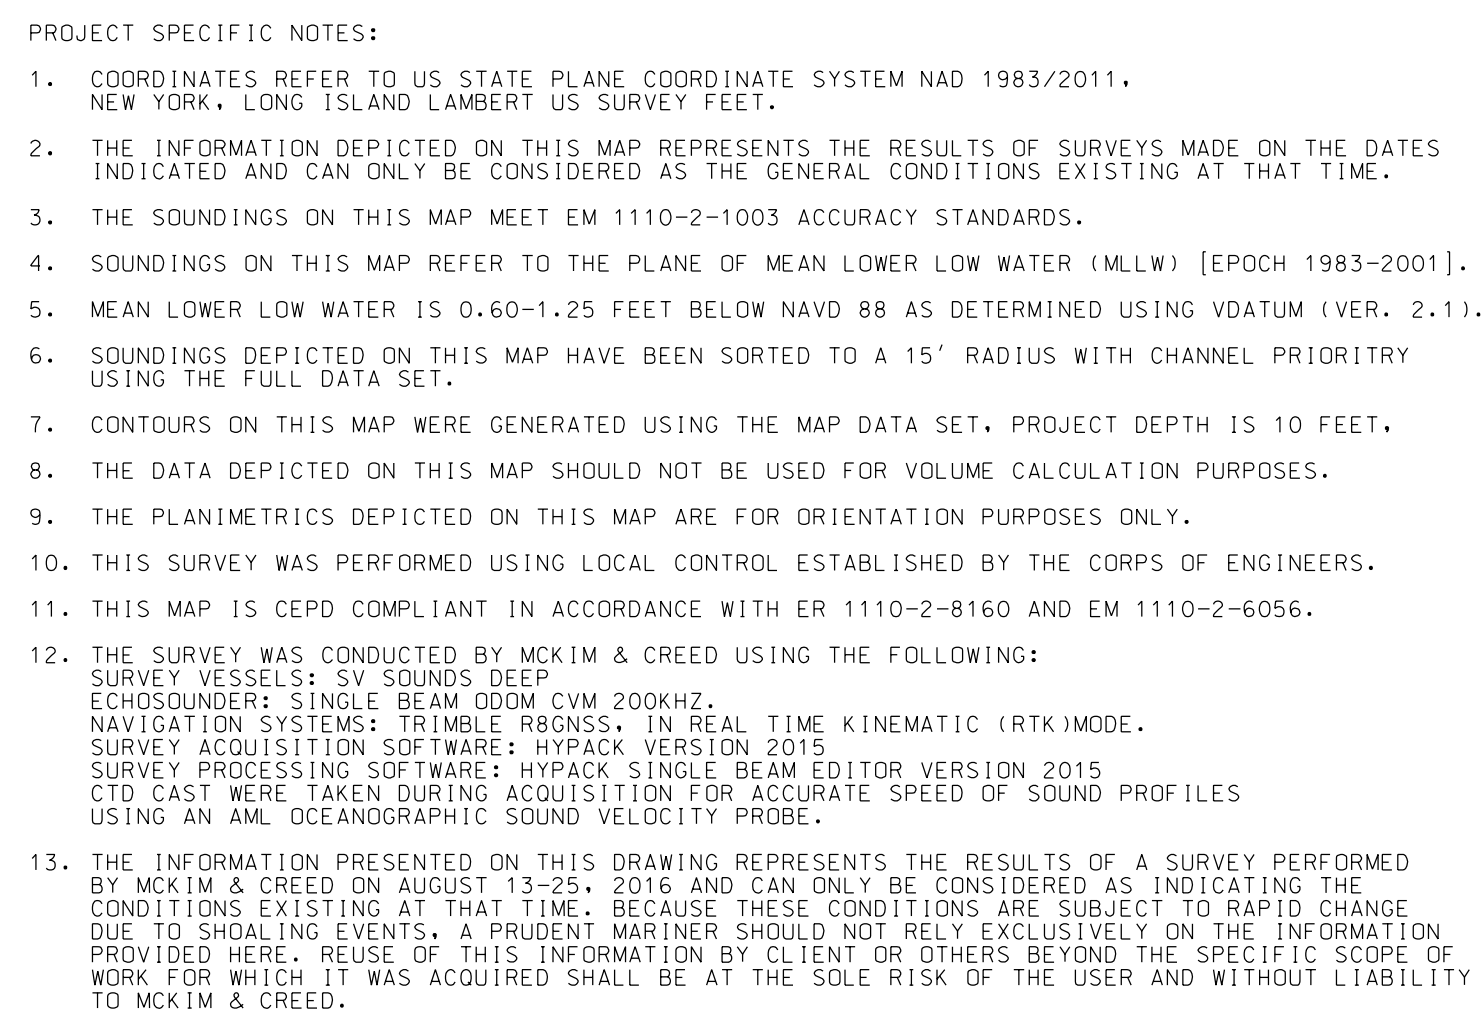 PROJECT SPECIFIC NOTES:
1. COORDINATES REFER TO US STATE PLANE COORDINATE SYSTEM NAD 1983/2011,
NEW YORK, LONG ISLAND LAMBERT US SURVEY FEET.
2. THE INFORMATION DEPICTED ON THIS MAP REPRESENTS THE RESULTS OF SURVEYS MADE ON THE DATES
INDICATED AND CAN ONLY BE CONSIDERED AS THE GENERAL CONDITIONS EXISTING AT THAT TIME.
3. THE SOUNDINGS ON THIS MAP MEET EM 1110-2-1003 ACCURACY STANDARDS.
4. SOUNDINGS ON THIS MAP REFER TO THE PLANE OF MEAN LOWER LOW WATER (MLLW) [EPOCH 1983-2001].
5. MEAN LOWER LOW WATER IS 0.60-1.25 FEET BELOW NAVD 88 AS DETERMINED USING VDATUM (VER. 2.1).
6. SOUNDINGS DEPICTED ON THIS MAP HAVE BEEN SORTED TO A 15' RADIUS WITH CHANNEL PRIORITRY
USING THE FULL DATA SET.
7. CONTOURS ON THIS MAP WERE GENERATED USING THE MAP DATA SET, PROJECT DEPTH IS 10 FEET,
8. THE DATA DEPICTED ON THIS MAP SHOULD NOT BE USED FOR VOLUME CALCULATION PURPOSES.
9. THE PLANIMETRICS DEPICTED ON THIS MAP ARE FOR ORIENTATION PURPOSES ONLY.
10. THIS SURVEY WAS PERFORMED USING LOCAL CONTROL ESTABLISHED BY THE CORPS OF ENGINEERS.
11. THIS MAP IS CEPD COMPLIANT IN ACCORDANCE WITH ER 1110-2-8160 AND EM 1110-2-6056.
12. THE SURVEY WAS CONDUCTED BY MCKIM & CREED USING THE FOLLOWING:
SURVEY VESSELS: SV SOUNDS DEEP
ECHOSOUNDER: SINGLE BEAM ODOM CVM 200KHZ.
NAVIGATION SYSTEMS: TRIMBLE R8GNSS, IN REAL TIME KINEMATIC (RTK)MODE.
SURVEY ACQUISITION SOFTWARE: HYPACK VERSION 2015
SURVEY PROCESSING SOFTWARE: HYPACK SINGLE BEAM EDITOR VERSION 2015
CTD CAST WERE TAKEN DURING ACQUISITION FOR ACCURATE SPEED OF SOUND PROFILES
USING AN AML OCEANOGRAPHIC SOUND VELOCITY PROBE.
13. THE INFORMATION PRESENTED ON THIS DRAWING REPRESENTS THE RESULTS OF A SURVEY PERFORMED
BY MCKIM & CREED ON AUGUST 13-25, 2016 AND CAN ONLY BE CONSIDERED AS INDICATING THE
CONDITIONS EXISTING AT THAT TIME. BECAUSE THESE CONDITIONS ARE SUBJECT TO RAPID CHANGE
DUE TO SHOALING EVENTS, A PRUDENT MARINER SHOULD NOT RELY EXCLUSIVELY ON THE INFORMATION
PROVIDED HERE. REUSE OF THIS INFORMATION BY CLIENT OR OTHERS BEYOND THE SPECIFIC SCOPE OF
WORK FOR WHICH IT WAS ACQUIRED SHALL BE AT THE SOLE RISK OF THE USER AND WITHOUT LIABILITY
TO MCKIM & CREED.